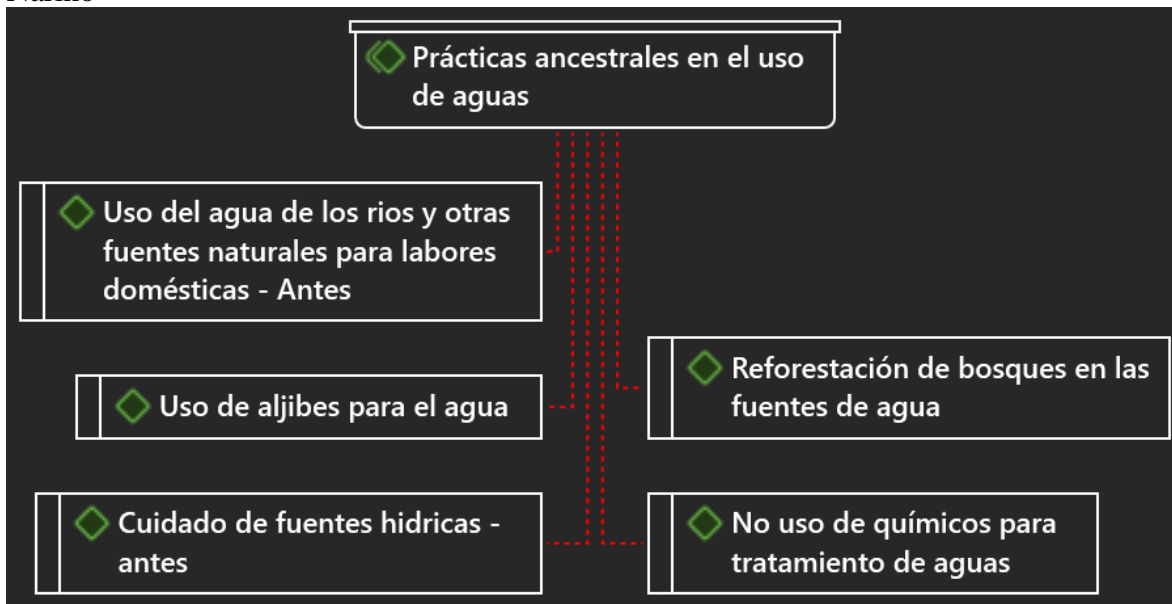 Prácticas ancestrales en el uso
de aguas
Uso del agua de los rios y otras
fuentes naturales para labores
domésticas - Antes
Uso de aljibes para el agua
Reforestación de bosques en las
fuentes de agua
Cuidado de fuentes hidricas -
antes
No uso de químicos para
tratamiento de aguas